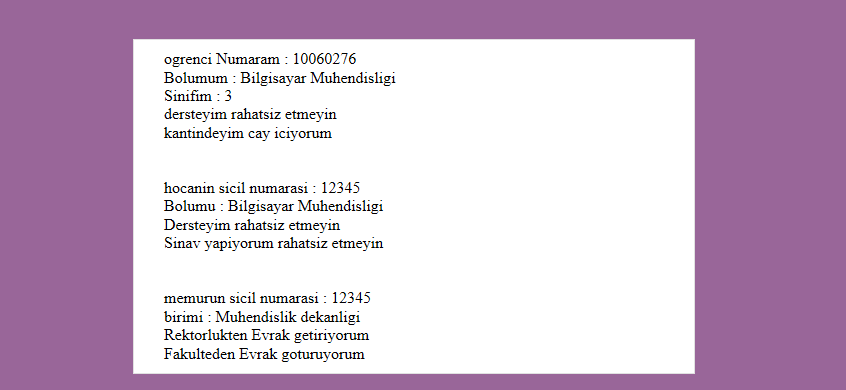 ogrenci Numaram : 10060276
Bolumum : Bilgisayar Muhendisligi
Sinifim : 3
dersteyim rahatsiz etmeyin
kantindeyim cay iciyorum
hocanin sicil numarasi : 12345
Bolumu : Bilgisayar Muhendisligi
Dersteyim rahatsiz etmeyin
Sinav yapiyorum rahatsiz etmeyin
memurun sicil numarasi : 12345
birimi : Muhendislik dekanligi
Rektorlukten Evrak getiriyorum
Fakulteden Evrak goturuyorum